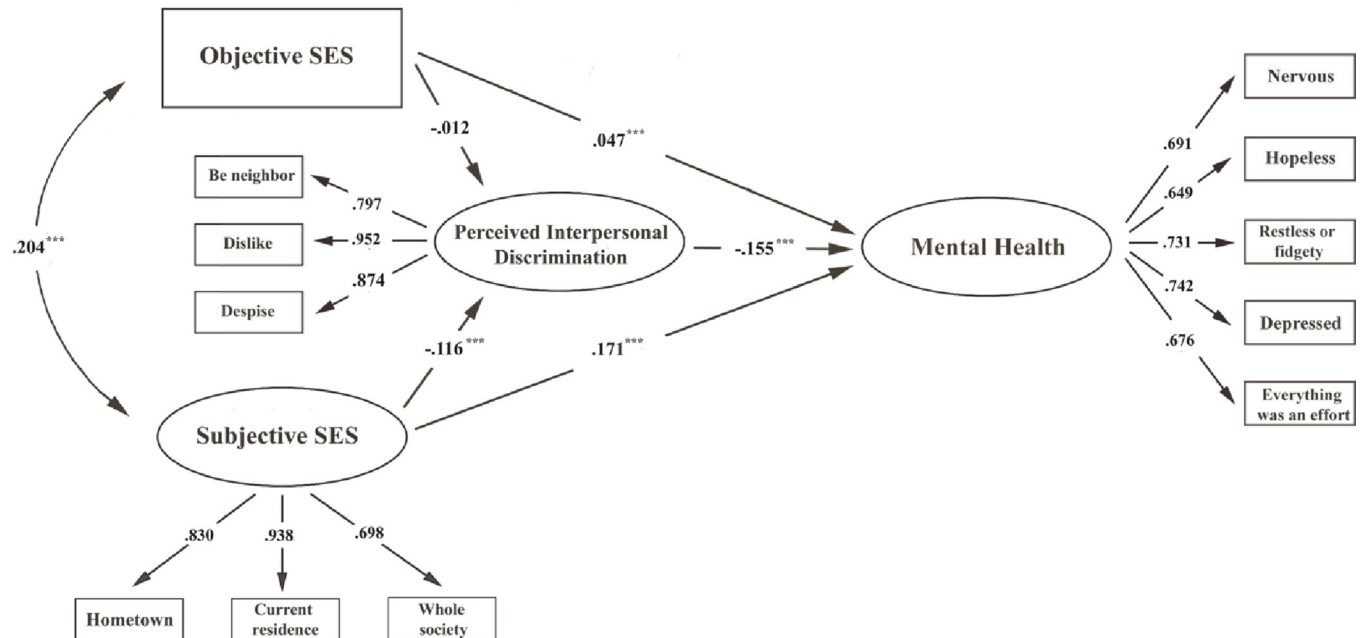 Objective SES
Nervous
-.012
.047***
.691
Hopeless
Be neighbor
.649
.797
Perceived Interpersonal
Discrimination
Restless or
fidgety
.204***
Dislike
.952
-.155***
Mental Health
.731
.874
.742
Despise
Depressed
-.116***
.171***
.676
Everything
was an effort
Subjective SES
.830
.938
.698
Hometown
Current
residence
Whole
society